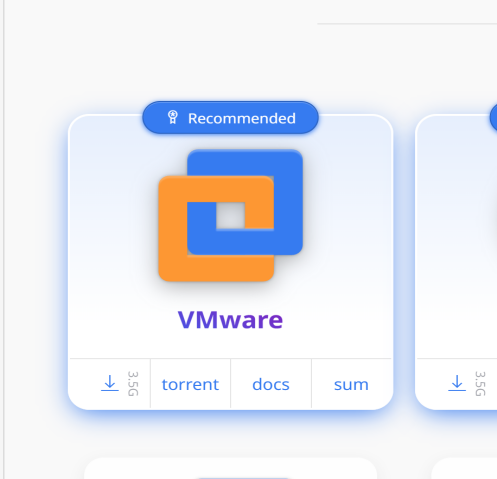 Recommended
VMware
3.5G torrent docs sum
3.5G